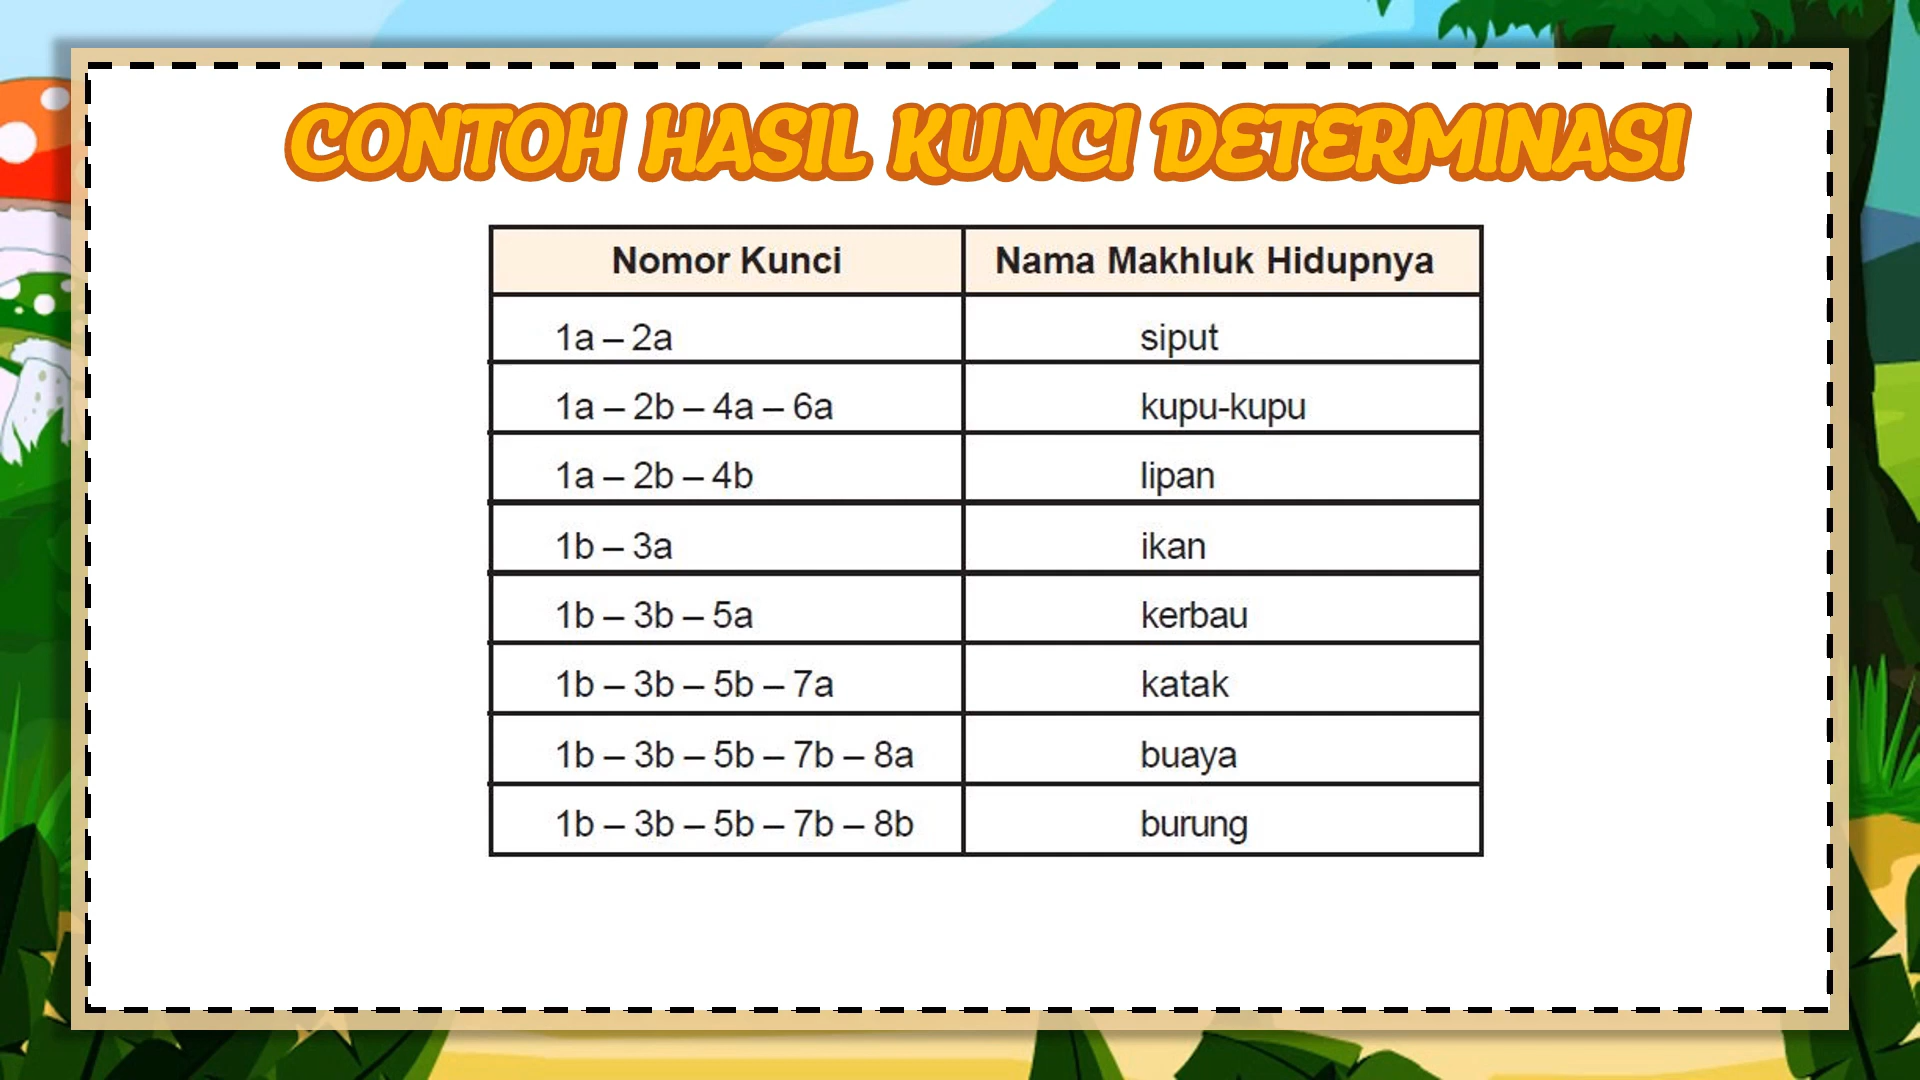 CONTOH HASIL KUNCI DETERMINASI
Nomor Kunci Nama Makhluk Hidupnya
1a – 2a siput
1a – 2b – 4a – 6a kupu-kupu
1a – 2b – 4b lipan
1b – 3a ikan
1b – 3b – 5a kerbau
1b – 3b – 5b – 7a katak
1b – 3b – 5b – 7b – 8a buaya
1b – 3b – 5b – 7b – 8b burung